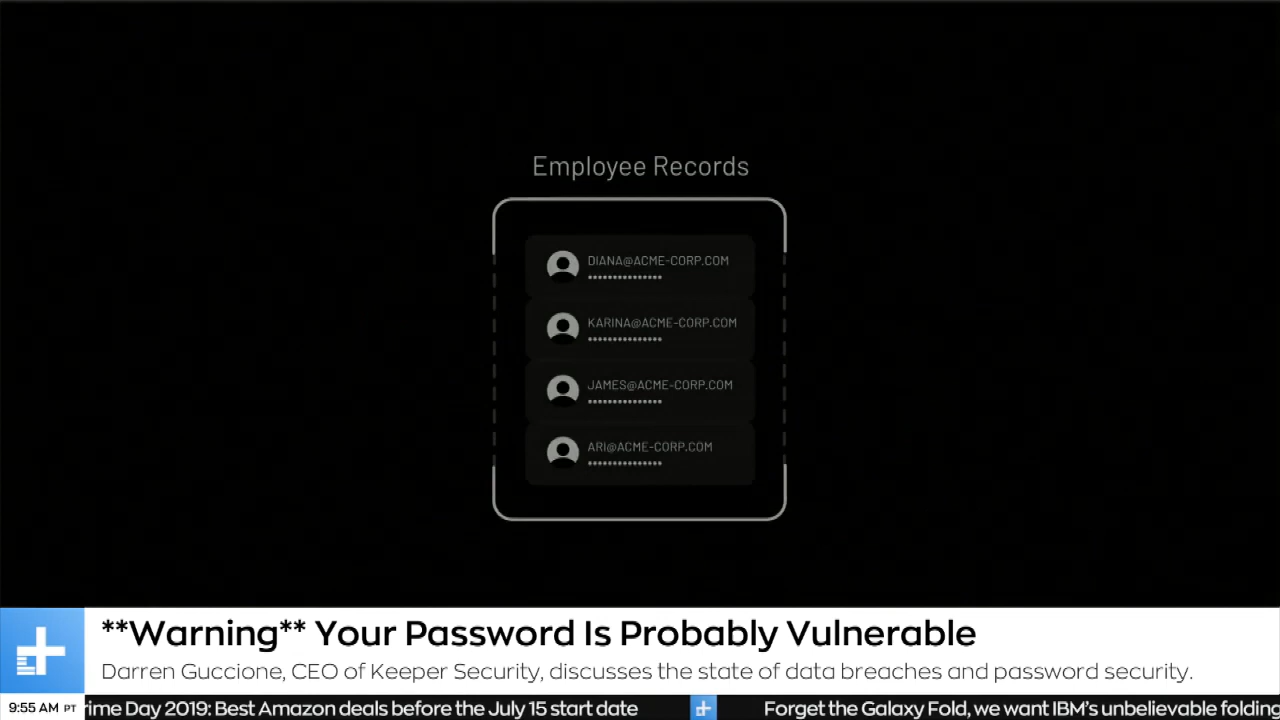 Employee Records
DIANA@ACME-CORP.COM
***************
KARINA@ACME-CORP.COM
***************
JAMES@ACME-CORP.COM
***************
ARI@ACME-CORP.COM
***************
**Warning** Your Password Is Probably Vulnerable
Darren Guccione, CEO of Keeper Security, discusses the state of data breaches and password security.
9:55 AM PT rime Day 2019: Best Amazon deals before the July 15 start date Forget the Galaxy Fold, we want IBM's unbelievable folding